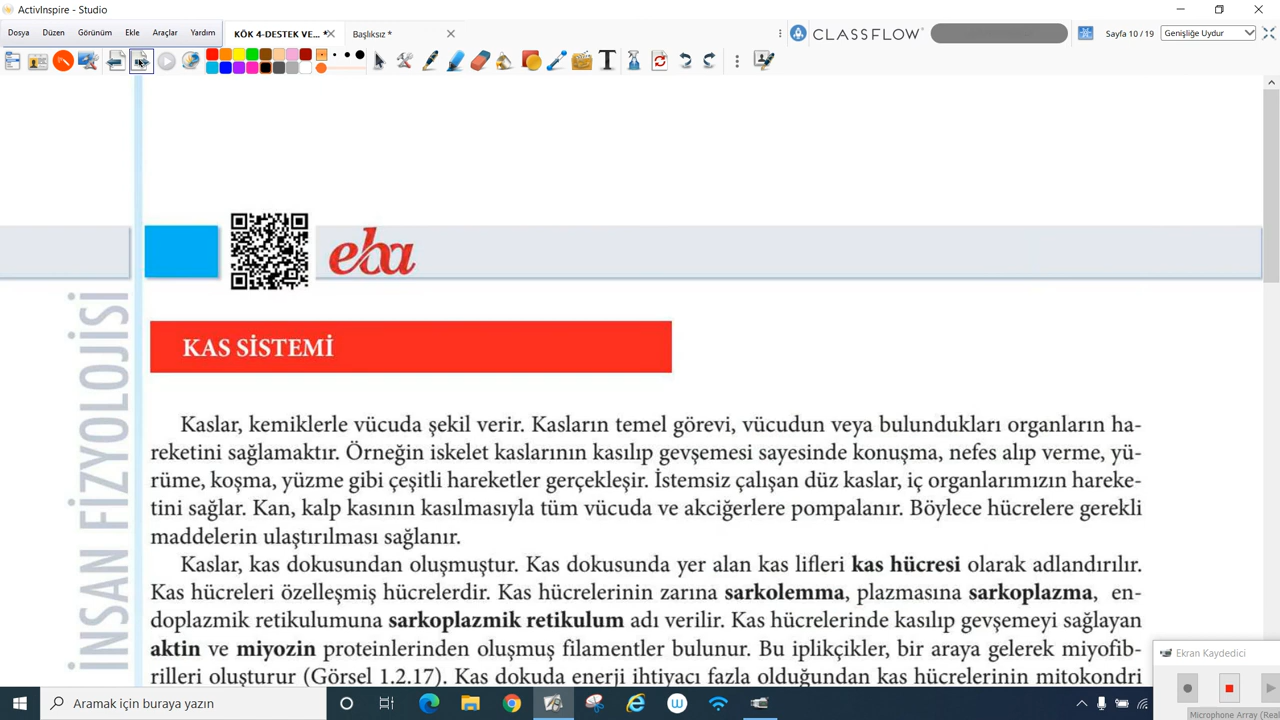 ActivInspire - Studio
Dosya Düzen Görünüm Ekle Araçlar Yardım
KÖK 4-DESTEK VE... *
Başlıksız *
CLASSFLOW
Sayfa 10 / 19
Genişliğe Uydur
eba
İNSAN FİZYOLOJİSİ
KAS SİSTEMİ
Kaslar, kemiklerle vücuda şekil verir. Kasların temel görevi, vücudun veya bulundukları organların ha-
reketini sağlamaktır. Örneğin iskelet kaslarının kasılıp gevşemesi sayesinde konuşma, nefes alıp verme, yü-
rüme, koşma, yüzme gibi çeşitli hareketler gerçekleşir. İstemsiz çalışan düz kaslar, iç organlarımızın hareke-
tini sağlar. Kan, kalp kasının kasılmasıyla tüm vücuda ve akciğerlere pompalanır. Böylece hücrelere gerekli
maddelerin ulaştırılması sağlanır.
Kaslar, kas dokusundan oluşmuştur. Kas dokusunda yer alan kas lifleri kas hücresi olarak adlandırılır.
Kas hücreleri özelleşmiş hücrelerdir. Kas hücrelerinin zarına sarkolemma, plazmasına sarkoplazma, en-
doplazmik retikulumuna sarkoplazmik retikulum adı verilir. Kas hücrelerinde kasılıp gevşemeyi sağlayan
aktin ve miyozin proteinlerinden oluşmuş filamentler bulunur. Bu iplikçikler, bir araya gelerek miyofib-
rilleri oluşturur (Görsel 1.2.17). Kas dokuda enerji ihtiyacı fazla olduğundan kas hücrelerinin mitokondri
Ekran Kaydedici
Microphone Array (Real
Aramak için buraya yazın